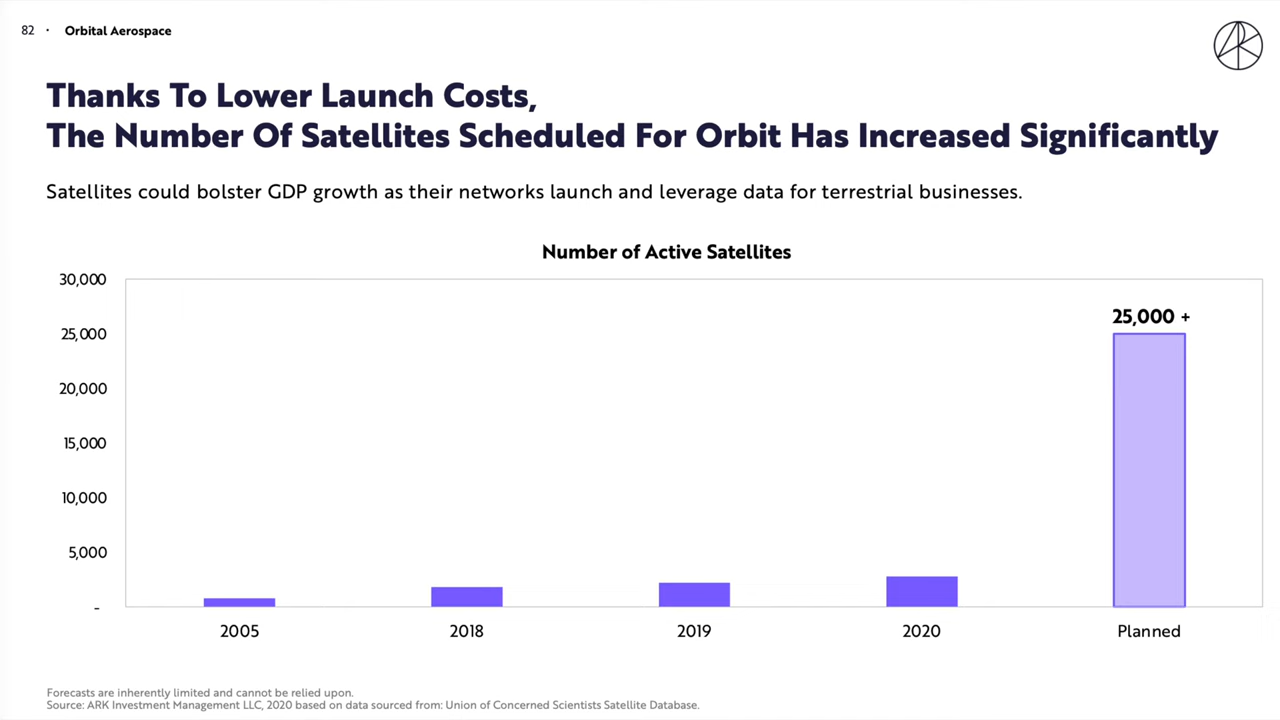 82 • Orbital Aerospace
ARK
Thanks To Lower Launch Costs,
The Number Of Satellites Scheduled For Orbit Has Increased Significantly
Satellites could bolster GDP growth as their networks launch and leverage data for terrestrial businesses.
Number of Active Satellites
30,000
25,000
20,000
15,000
10,000
5,000
-
25,000 +
2005 2018 2019 2020 Planned
Forecasts are inherently limited and cannot be relied upon.
Source: ARK Investment Management LLC, 2020 based on data sourced from: Union of Concerned Scientists Satellite Database.